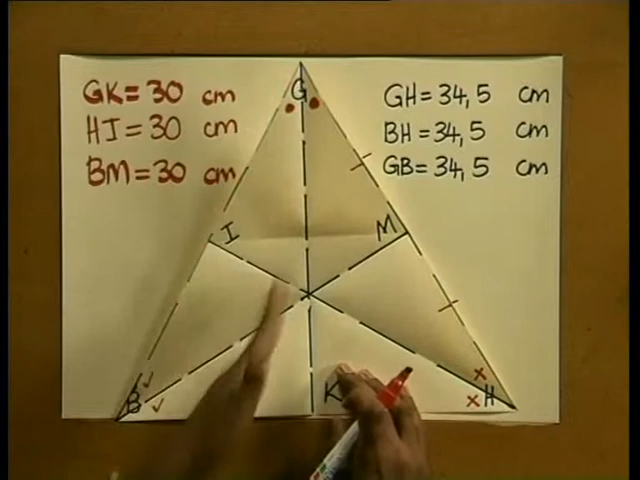 GK = 30 cm
HI = 30 cm
BM = 30 cm
GH = 34,5 cm
BH = 34,5 cm
GB = 34,5 cm
G
I
M
B
K
H